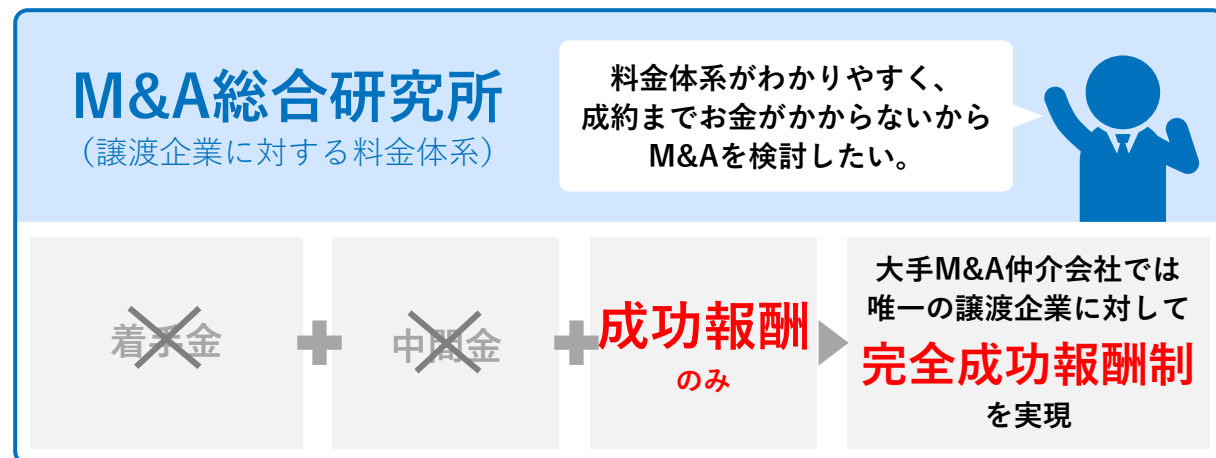 M&A総合研究所
（譲渡企業に対する料金体系）
料金体系がわかりやすく、
成約までお金がかからないから
M&Aを検討したい。
着手金
中間金
成功報酬
のみ
大手M&A仲介会社では
唯一の譲渡企業に対して
完全成功報酬制
を実現